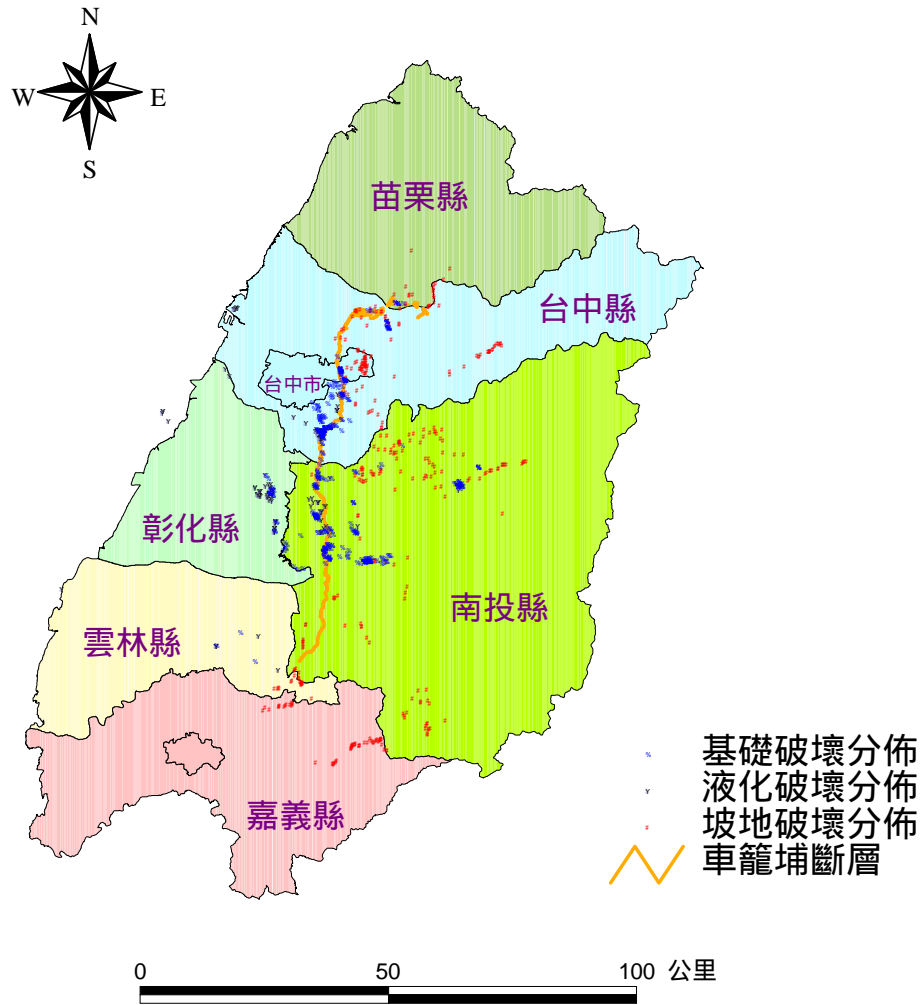 N
W
E
S
苗栗縣
台中縣
台中市
彰化縣
南投縣
雲林縣
嘉義縣
基礎破壞分佈
液化破壞分佈
坡地破壞分佈
車籠埔斷層
0 50 100 公里